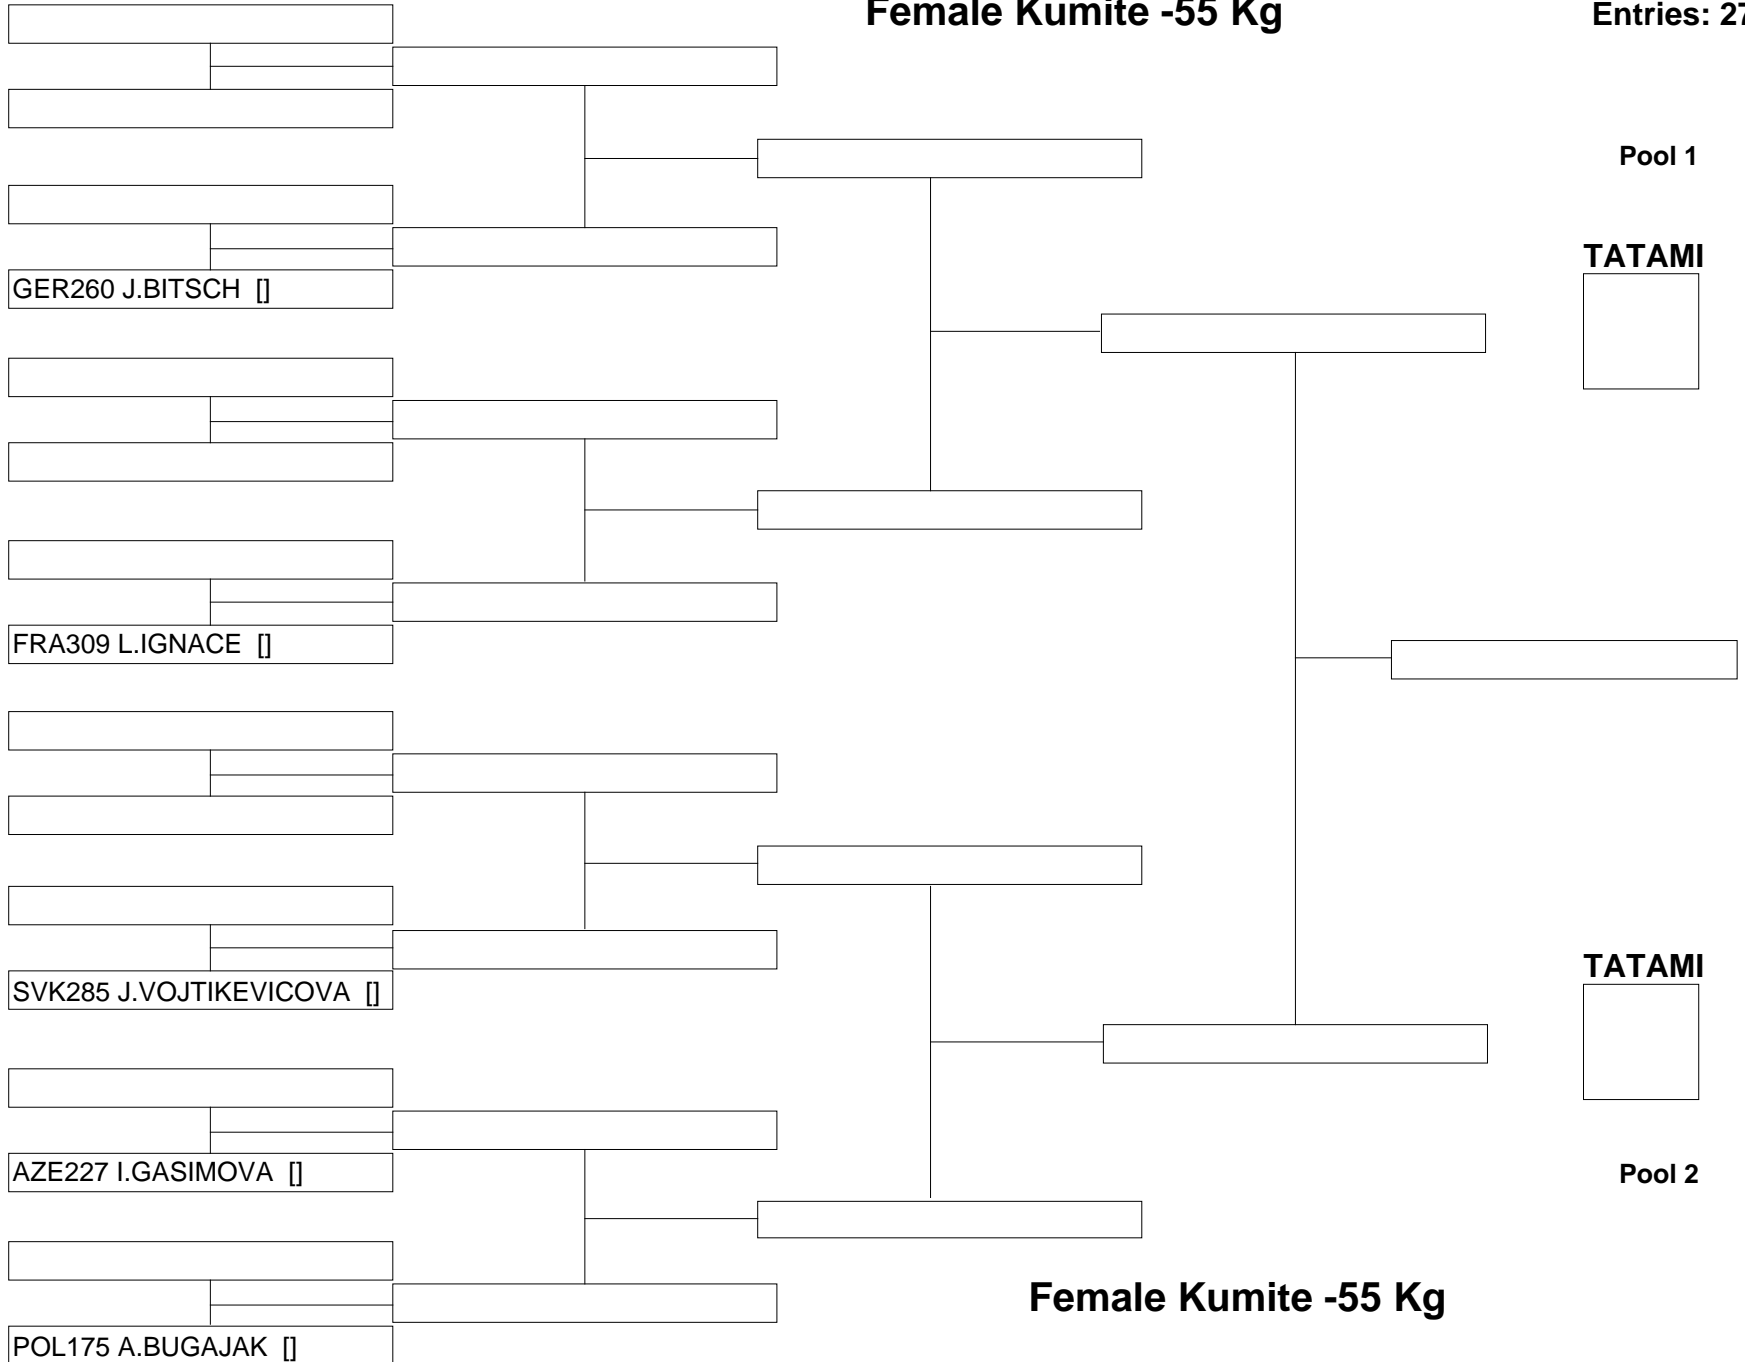 Female Kumite -55 Kg
Entries: 27
Pool 1
TATAMI
GER260 J.BITSCH []
FRA309 L.IGNACE []
TATAMI
SVK285 J.VOJTIKEVICOVA []
AZE227 I.GASIMOVA []
Pool 2
Female Kumite -55 Kg
POL175 A.BUGAJAK []